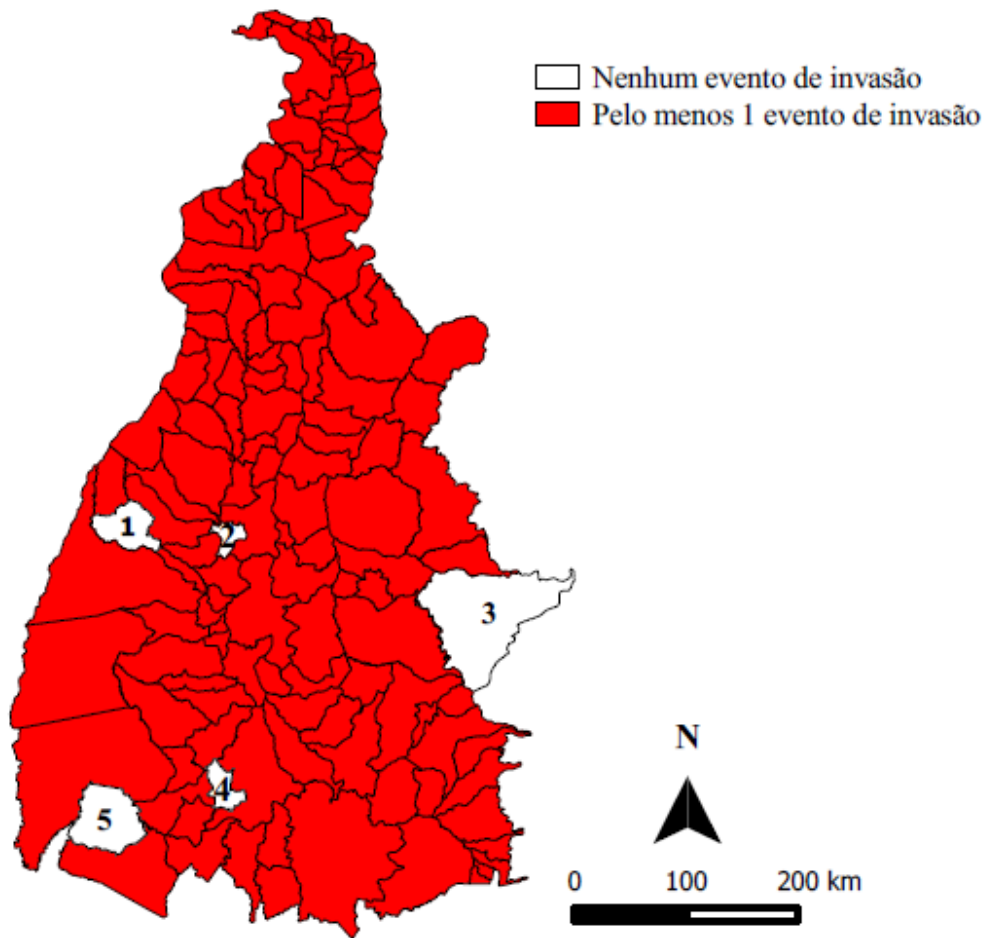 Nenhum evento de invasão
Pelo menos 1 evento de invasão
1
2
3
4
5
N
0 100 200 km